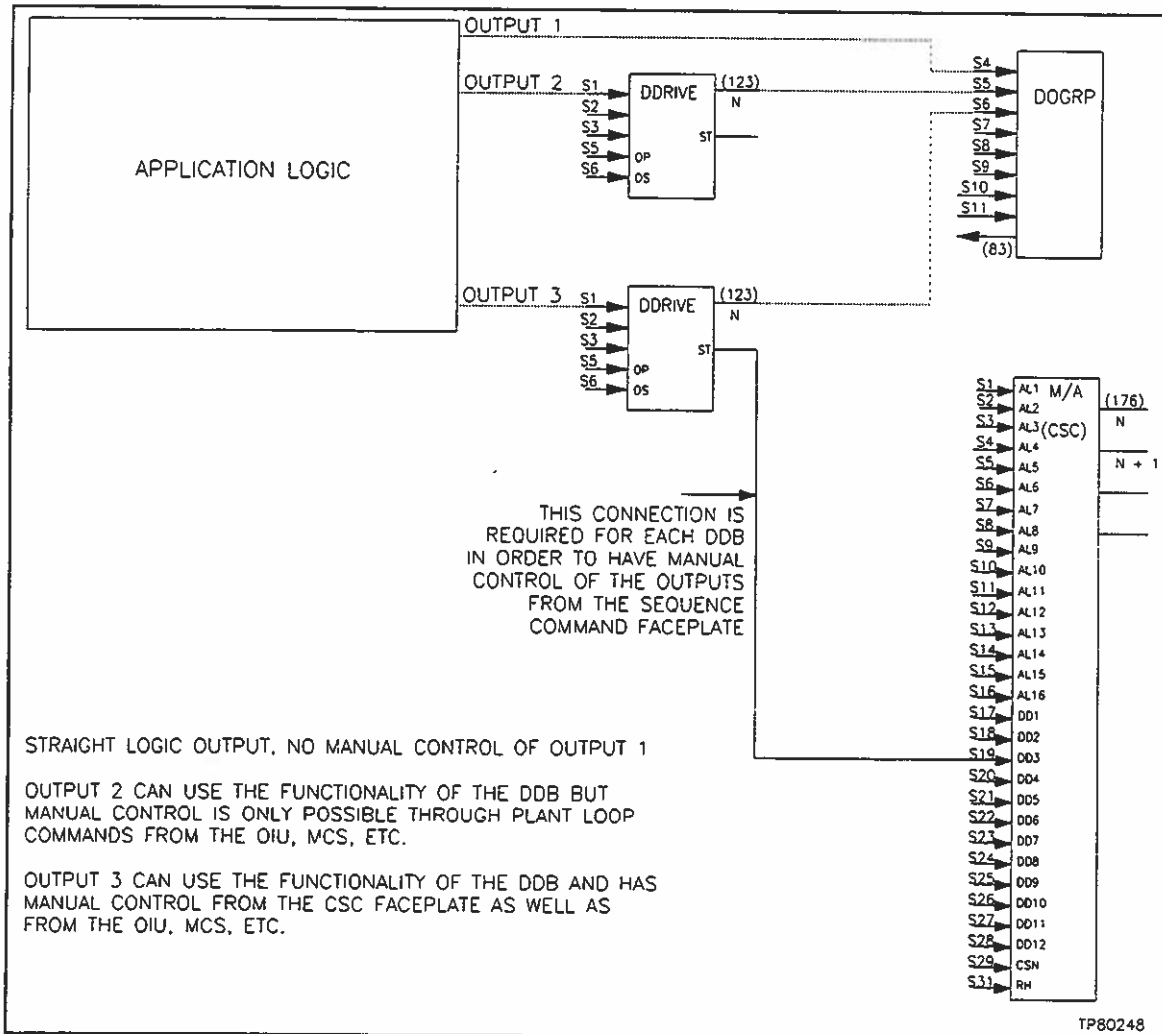 OUTPUT 1
APPLICATION LOGIC
OUTPUT 2
S1
S2
S3
S5
S6
DDRIVE
OP
OS
ST
(123)
N
S4
S5
S6
S7
S8
S9
S10
S11
DOGRP
(83)
OUTPUT 3
S1
S2
S3
S5
S6
DDRIVE
OP
OS
ST
(123)
N
THIS CONNECTION IS
REQUIRED FOR EACH DDB
IN ORDER TO HAVE MANUAL
CONTROL OF THE OUTPUTS
FROM THE SEQUENCE
COMMAND FACEPLATE
M/A
(CSC)
(176)
N
N + 1
S1 AL1
S2 AL2
S3 AL3
S4 AL4
S5 AL5
S6 AL6
S7 AL7
S8 AL8
S9 AL9
S10 AL10
S11 AL11
S12 AL12
S13 AL13
S14 AL14
S15 AL15
S16 AL16
S17 DD1
S18 DD2
S19 DD3
S20 DD4
S21 DD5
S22 DD6
S23 DD7
S24 DD8
S25 DD9
S26 DD10
S27 DD11
S28 DD12
S29 CSN
S31 RH
STRAIGHT LOGIC OUTPUT, NO MANUAL CONTROL OF OUTPUT 1
OUTPUT 2 CAN USE THE FUNCTIONALITY OF THE DDB BUT
MANUAL CONTROL IS ONLY POSSIBLE THROUGH PLANT LOOP
COMMANDS FROM THE OIU, MCS, ETC.
OUTPUT 3 CAN USE THE FUNCTIONALITY OF THE DDB AND HAS
MANUAL CONTROL FROM THE CSC FACEPLATE AS WELL AS
FROM THE OIU, MCS, ETC.
TP80248